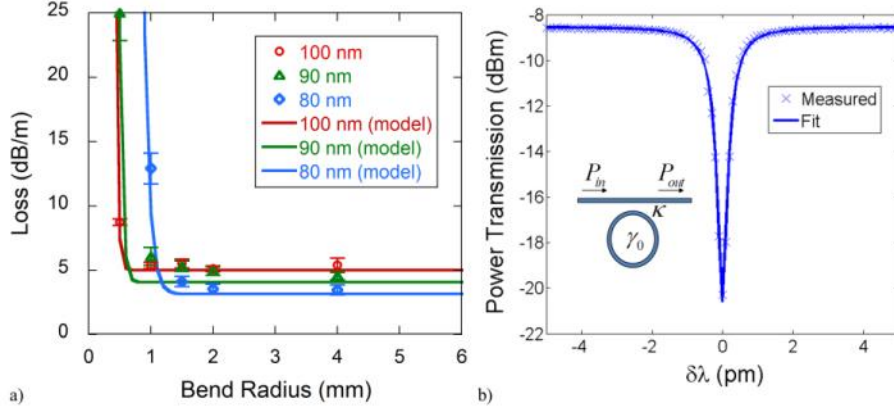 25
20
15
10
5
0
0 1 2 3 4 5 6
Loss (dB/m)
Bend Radius (mm)
100 nm
90 nm
80 nm
100 nm (model)
90 nm (model)
80 nm (model)
a)
-8
-10
-12
-14
-16
-18
-20
-22
-4 -2 0 2 4
Power Transmission (dBm)
δλ (pm)
Measured
Fit
P_in P_out
κ
γ_0
b)